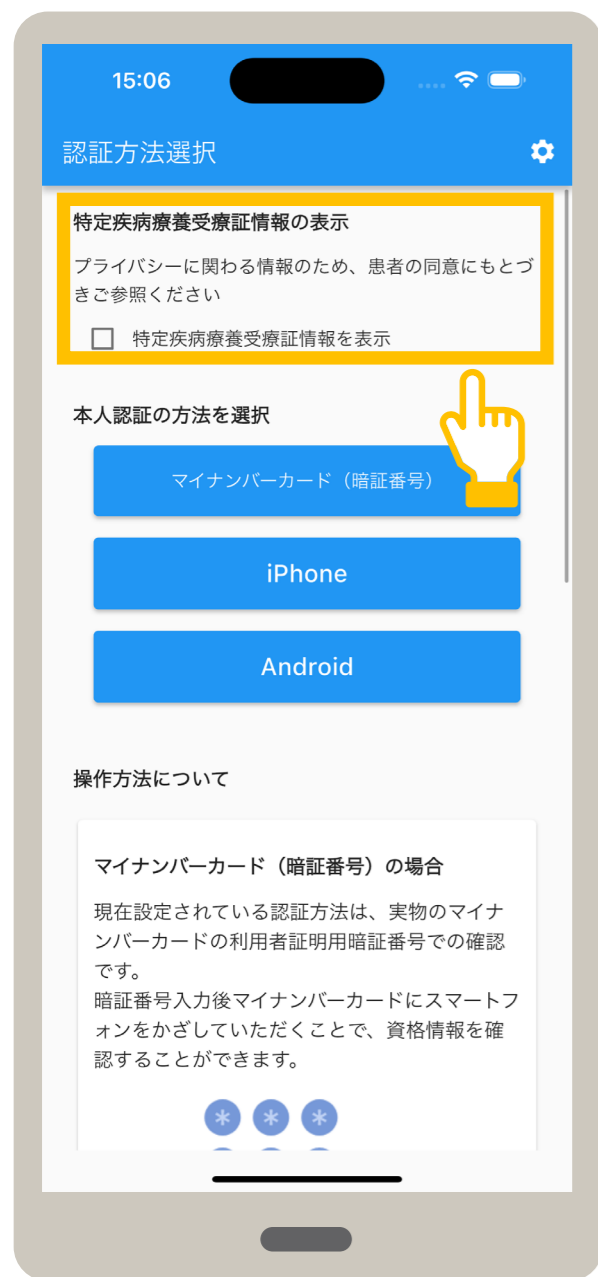 15:06
認証方法選択
特定疾病療養受療証情報の表示
プライバシーに関わる情報のため、患者の同意にもとづ
きご参照ください
特定疾病療養受療証情報を表示
本人認証の方法を選択
マイナンバーカード（暗証番号）
iPhone
Android
操作方法について
マイナンバーカード（暗証番号）の場合
現在設定されている認証方法は、実物のマイナ
ンバーカードの利用者証明用暗証番号での確認
です。
暗証番号入力後マイナンバーカードにスマートフ
ォンをかざしていただくことで、資格情報を確
認することができます。